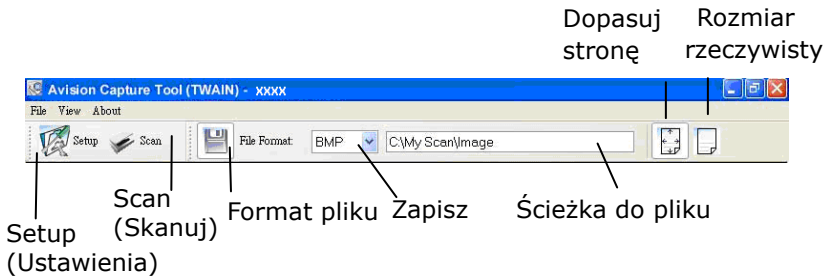 Dopasuj stronę
Rozmiar rzeczywisty
Avision Capture Tool (TWAIN) - xxxx
File View About
Setup Scan File Format: BMP C:\My Scan\Image
Setup (Ustawienia)
Scan (Skanuj)
Format pliku
Zapisz
Ścieżka do pliku